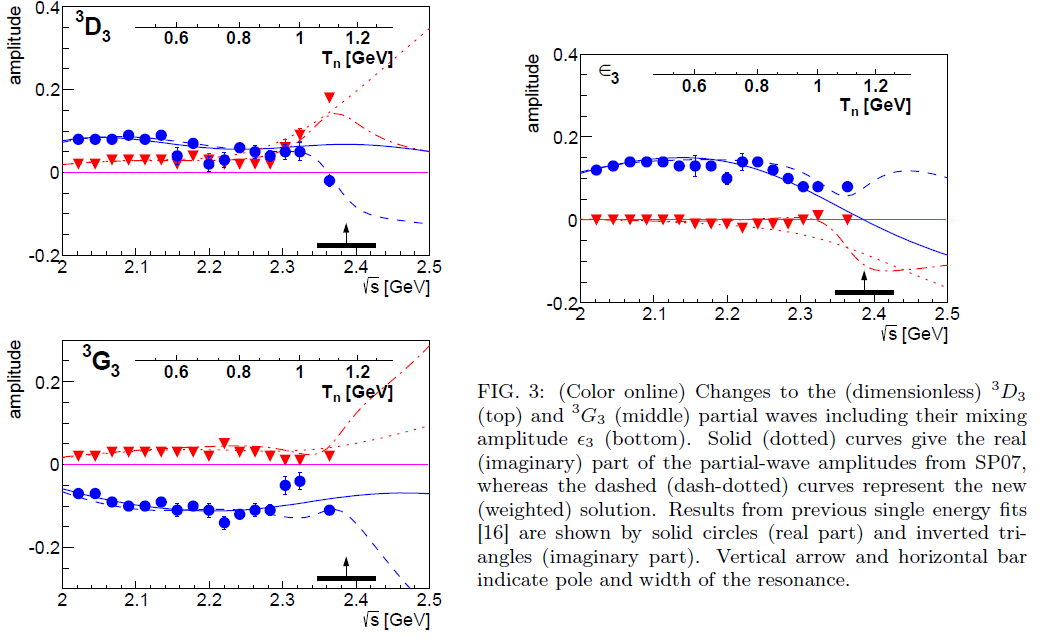 amplitude
³D₃
0.6 0.8 1 1.2
Tₙ [GeV]
0.4
0.2
0
-0.2
2 2.1 2.2 2.3 2.4 2.5
√s [GeV]
amplitude
³G₃
0.6 0.8 1 1.2
Tₙ [GeV]
0.2
0
-0.2
2 2.1 2.2 2.3 2.4 2.5
√s [GeV]
amplitude
ϵ₃
0.6 0.8 1 1.2
Tₙ [GeV]
0.4
0.2
0
-0.2
2 2.1 2.2 2.3 2.4 2.5
√s [GeV]
FIG. 3: (Color online) Changes to the (dimensionless) ³D₃
(top) and ³G₃ (middle) partial waves including their mixing
amplitude ϵ₃ (bottom). Solid (dotted) curves give the real
(imaginary) part of the partial-wave amplitudes from SP07,
whereas the dashed (dash-dotted) curves represent the new
(weighted) solution. Results from previous single energy fits
[16] are shown by solid circles (real part) and inverted tri-
angles (imaginary part). Vertical arrow and horizontal bar
indicate pole and width of the resonance.